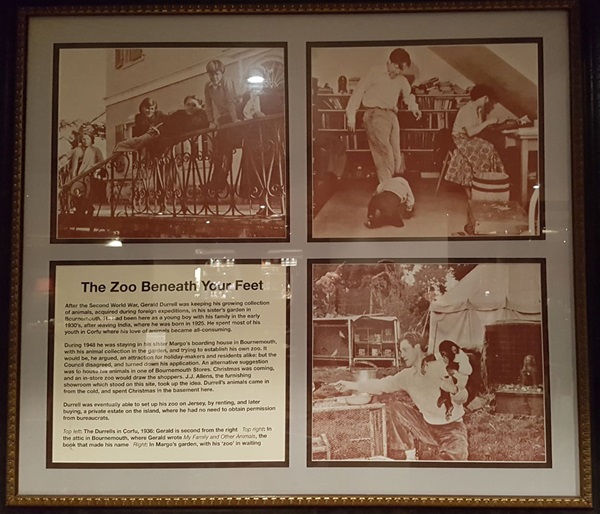 The Zoo Beneath Your Feet
After the Second World War, Gerald Durrell was keeping his growing collection
of animals, acquired during foreign expeditions, in his sister's garden in
Bournemouth. had been here as a young boy with his family in the early
1930's, after leaving India, where he was born in 1925. He spent most of his
youth in Corfu where his love of animals became all-consuming.
During 1948 he was staying in his sister Margo's boarding house in Bournemouth,
with his animal collection in the garden, and trying to establish his own zoo. It
would be, he argued, an attraction for holiday-makers and residents alike; but the
Council disagreed, and turned down his application. An alternative suggestion
was to house live animals in one of Bournemouth Stores. Christmas was coming,
and an in-store zoo would draw the shoppers. J.J. Allens, the furnishing
showroom which stood on this site, took up the idea. Durrell's animals came in
from the cold, and spent Christmas in the basement here.
Durrell was eventually able to set up his zoo on Jersey, by renting, and later
buying, a private estate on the island, where he had no need to obtain permission
from bureaucrats.
Top left: The Durrells in Corfu, 1936: Gerald is second from the right Top right: In
the attic in Bournemouth, where Gerald wrote My Family and Other Animals, the
book that made his name Right: In Margo's garden, with his 'zoo' in waiting